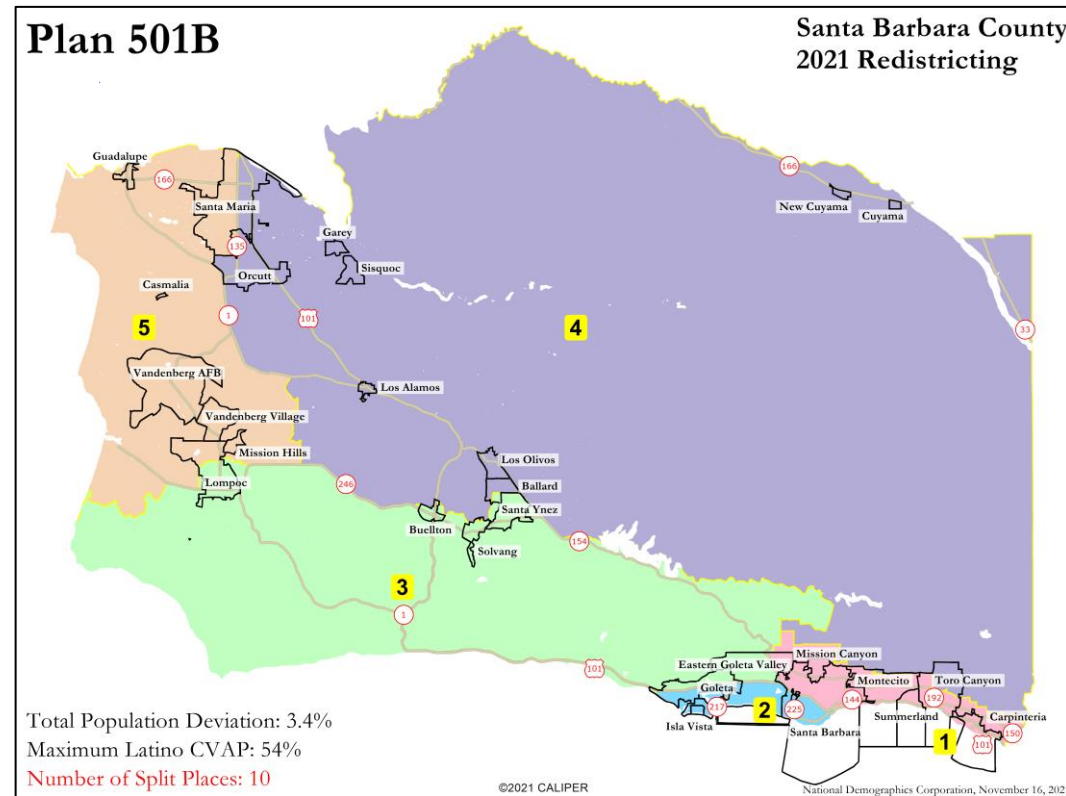 Plan 501B
Santa Barbara County
2021 Redistricting
Guadalupe
166
166
Santa Maria
New Cuyama
Cuyama
Garey
135
Sisquoc
Orcutt
Casmalia
1
101
5
4
33
Vandenberg AFB
Los Alamos
Vandenberg Village
Mission Hills
Los Olivos
Lompoc
246
Ballard
Santa Ynez
Buellton
Solvang
154
3
1
Mission Canyon
101
Eastern Goleta Valley
Goleta
Montecito
Toro Canyon
217
2
225
144
192
Isla Vista
Santa Barbara
Summerland
Carpinteria
1
101
150
Total Population Deviation: 3.4%
Maximum Latino CVAP: 54%
Number of Split Places: 10
©2021 CALIPER
National Demographics Corporation, November 16, 202